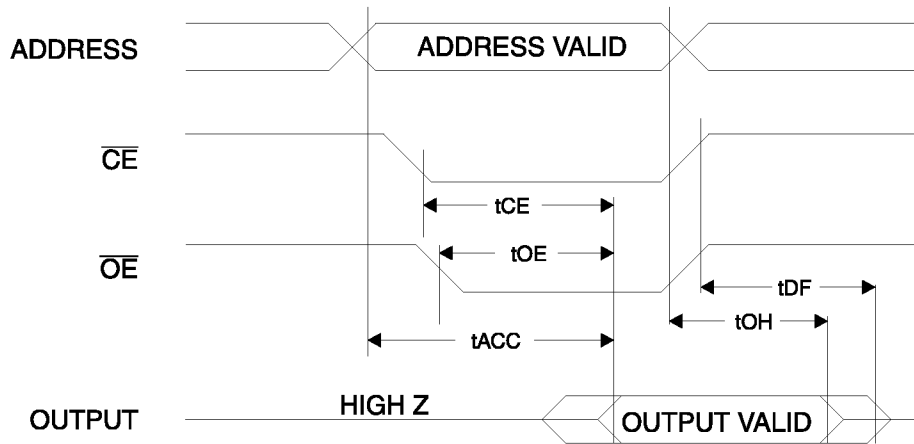 ADDRESS
ADDRESS VALID
CE
tCE
OE
tOE
tDF
tOH
tACC
HIGH Z
OUTPUT
OUTPUT VALID